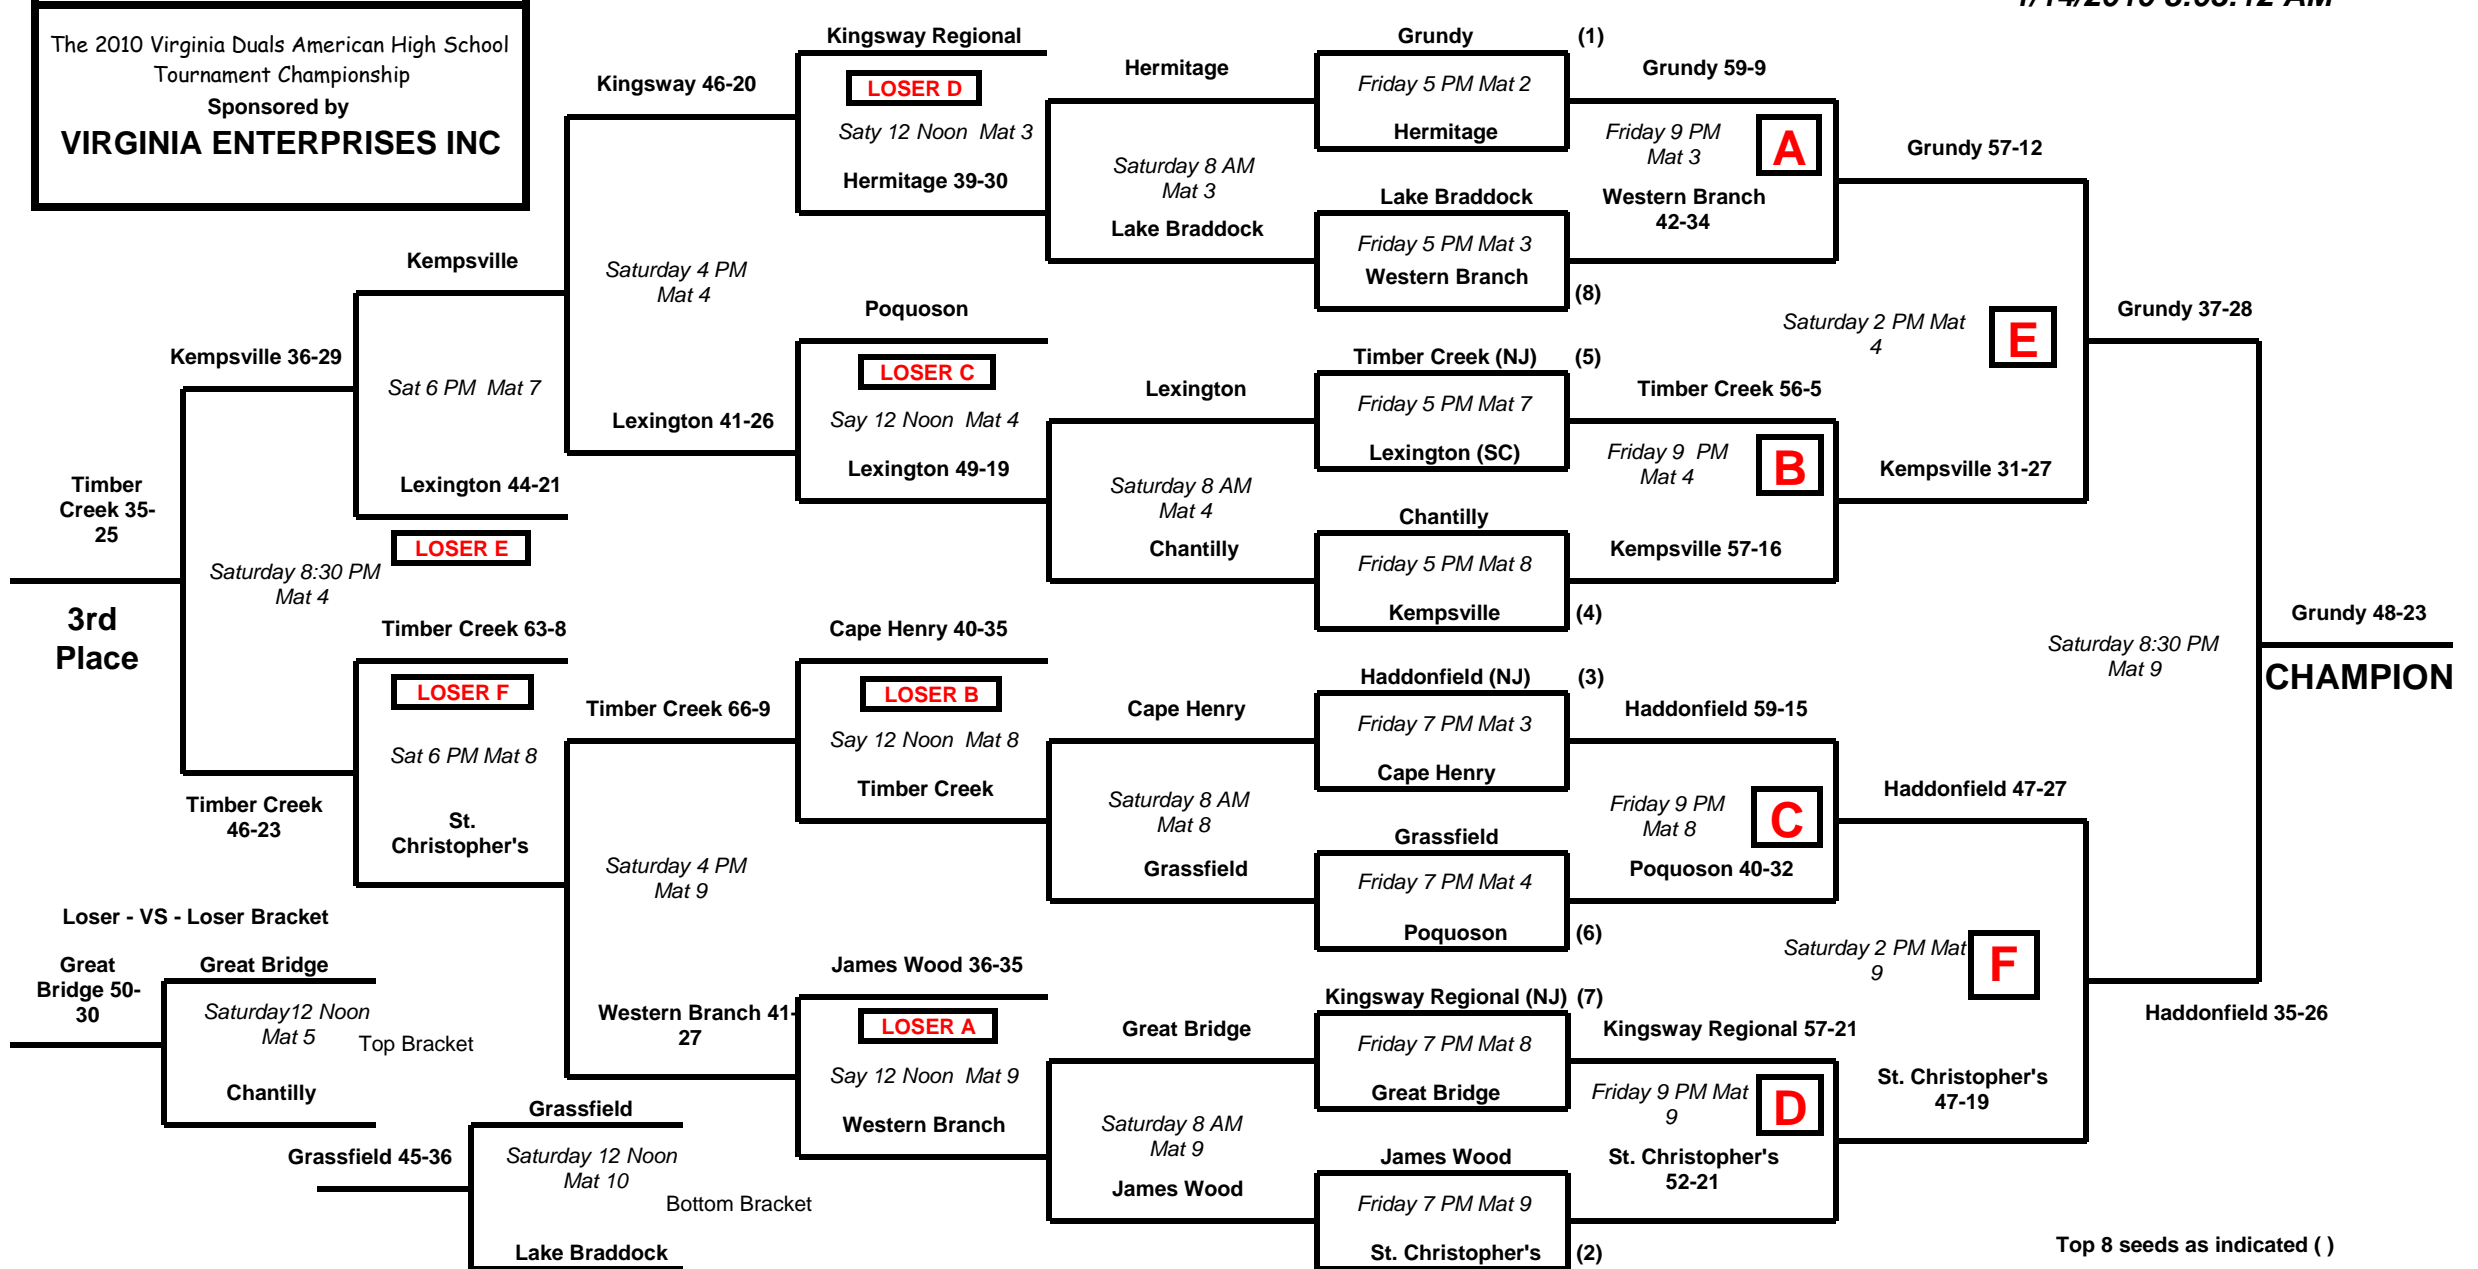 The 2010 Virginia Duals American High School
Tournament Championship
Sponsored by
VIRGINIA ENTERPRISES INC
Timber
Creek 35-
25
3rd
Place
Kempsville 36-29
Saturday 8:30 PM
Mat 4
Timber Creek
46-23
Kempsville
Sat 6 PM  Mat 7
Lexington 44-21
LOSER E
Timber Creek 63-8
LOSER F
Sat 6 PM Mat 8
St.
Christopher's
Kingsway 46-20
Saturday 4 PM
Mat 4
Lexington 41-26
Timber Creek 66-9
Saturday 4 PM
Mat 9
Western Branch 41-
27
Kingsway Regional
LOSER D
Saty 12 Noon  Mat 3
Hermitage 39-30
Poquoson
LOSER C
Say 12 Noon  Mat 4
Lexington 49-19
Cape Henry 40-35
LOSER B
Say 12 Noon  Mat 8
Timber Creek
James Wood 36-35
LOSER A
Say 12 Noon  Mat 9
Western Branch
Hermitage
Saturday 8 AM
Mat 3
Lake Braddock
Lexington
Saturday 8 AM
Mat 4
Chantilly
Cape Henry
Saturday 8 AM
Mat 8
Grassfield
Great Bridge
Saturday 8 AM
Mat 9
James Wood
Grundy (1)
Friday 5 PM Mat 2
Hermitage
Lake Braddock
Friday 5 PM Mat 3
Western Branch
(8)
Timber Creek (NJ) (5)
Friday 5 PM Mat 7
Lexington (SC)
Chantilly
Friday 5 PM Mat 8
Kempsville (4)
Haddonfield (NJ) (3)
Friday 7 PM Mat 3
Cape Henry
Grassfield
Friday 7 PM Mat 4
Poquoson (6)
Kingsway Regional (NJ) (7)
Friday 7 PM Mat 8
Great Bridge
James Wood
Friday 7 PM Mat 9
St. Christopher's (2)
Grundy 59-9
Friday 9 PM
Mat 3
A
Western Branch
42-34
Timber Creek 56-5
Friday 9  PM
Mat 4
B
Kempsville 57-16
Haddonfield 59-15
Friday 9 PM
Mat 8
C
Poquoson 40-32
Kingsway Regional 57-21
Friday 9 PM Mat
9
D
St. Christopher's
52-21
Grundy 57-12
Saturday 2 PM Mat
4
E
Kempsville 31-27
Haddonfield 47-27
Saturday 2 PM Mat
9
F
St. Christopher's
47-19
Grundy 37-28
Saturday 8:30 PM
Mat 9
Haddonfield 35-26
Grundy 48-23
CHAMPION
Loser - VS - Loser Bracket
Great
Bridge 50-
30
Great Bridge
Saturday12 Noon
Mat 5
Top Bracket
Chantilly
Grassfield 45-36
Grassfield
Saturday 12 Noon
Mat 10
Bottom Bracket
Lake Braddock
Top 8 seeds as indicated ( )